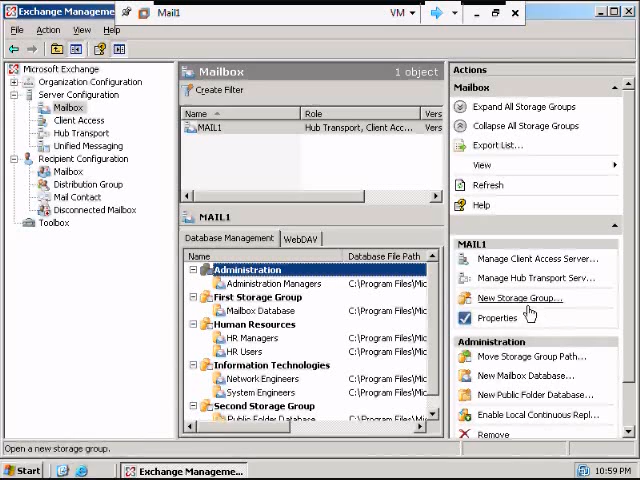 Exchange Manageme
Mail1
VM
File Action View Help
Microsoft Exchange
Organization Configuration
Server Configuration
Mailbox
Client Access
Hub Transport
Unified Messaging
Recipient Configuration
Mailbox
Distribution Group
Mail Contact
Disconnected Mailbox
Toolbox
Mailbox 1 object
Create Filter
Name Role Vers
MAIL1 Hub Transport, Client Acc... Vers
MAIL1
Database Management WebDAV
Name Database File Path
Administration
Administration Managers C:\Program Files\Mic
First Storage Group
Mailbox Database C:\Program Files\Mic
Human Resources
HR Managers C:\Program Files\Mic
HR Users C:\Program Files\Mic
Information Technologies
Network Engineers C:\Program Files\Mic
System Engineers C:\Program Files\Mic
Second Storage Group
Public Folder Database C:\Program Files\Mic
Actions
Mailbox
Expand All Storage Groups
Collapse All Storage Groups
Export List...
View
Refresh
Help
MAIL1
Manage Client Access Server...
Manage Hub Transport Serv...
New Storage Group...
Properties
Administration
Move Storage Group Path...
New Mailbox Database...
New Public Folder Database...
Enable Local Continuous Repl...
Remove
Open a new storage group.
Start Exchange Manageme... 10:59 PM